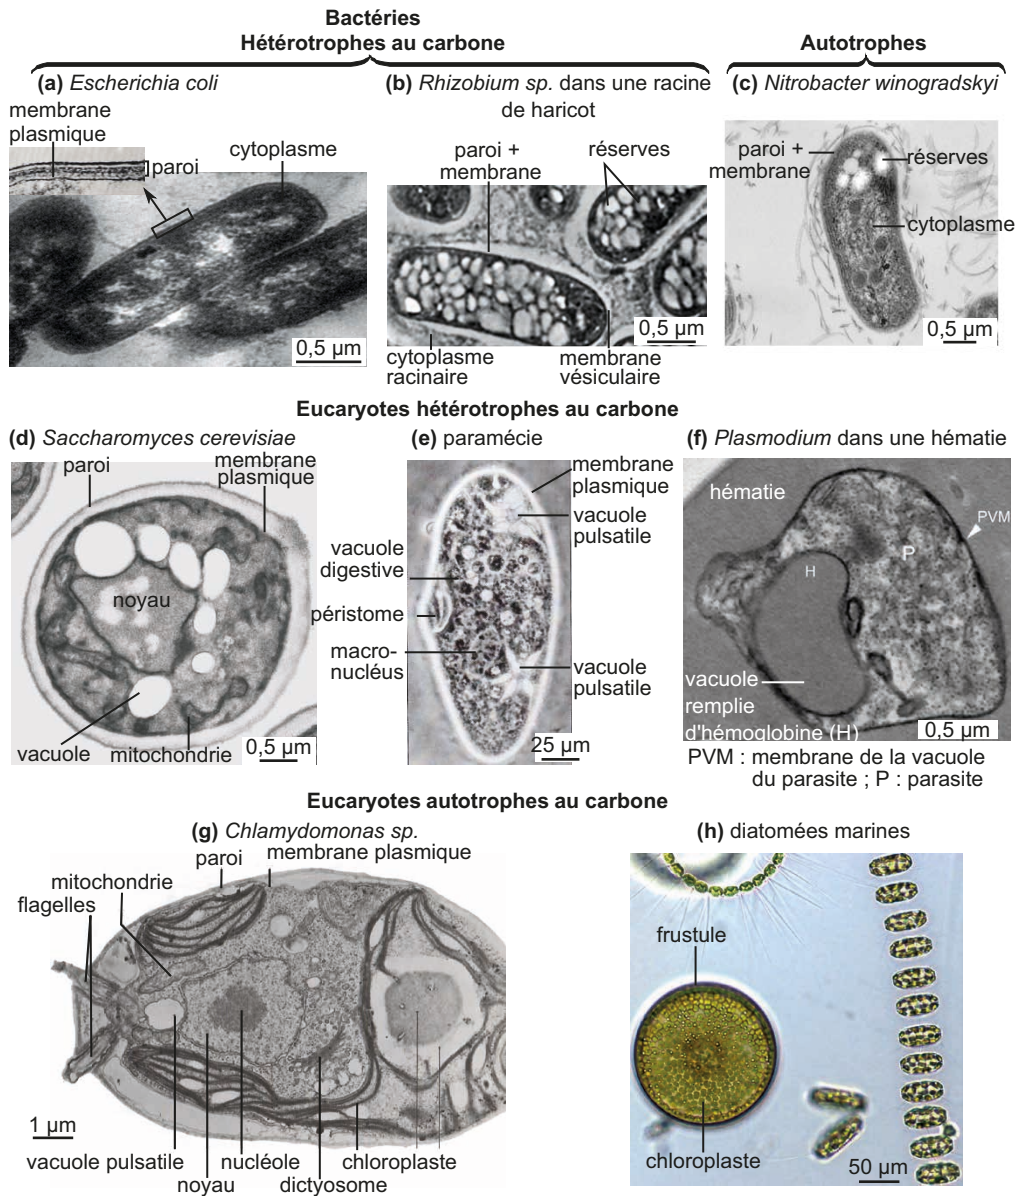 Bactéries
Hétérotrophes au carbone
Autotrophes
(a) Escherichia coli
(b) Rhizobium sp. dans une racine
de haricot
(c) Nitrobacter winogradskyi
membrane
plasmique
paroi
cytoplasme
0,5 µm
paroi +
membrane
réserves
cytoplasme
racinaire
membrane
vésiculaire
0,5 µm
paroi +
membrane
réserves
cytoplasme
0,5 µm
Eucaryotes hétérotrophes au carbone
(d) Saccharomyces cerevisiae
(e) paramécie
(f) Plasmodium dans une hématie
paroi
membrane
plasmique
noyau
vacuole
mitochondrie
0,5 µm
membrane
plasmique
vacuole
pulsatile
vacuole
digestive
péristome
macro-
nucléus
vacuole
pulsatile
25 µm
hématie
PVM
P
H
vacuole
remplie
d'hémoglobine (H)
0,5 µm
PVM : membrane de la vacuole
du parasite ; P : parasite
Eucaryotes autotrophes au carbone
(g) Chlamydomonas sp.
(h) diatomées marines
paroi
membrane plasmique
mitochondrie
flagelles
1 µm
vacuole pulsatile
noyau
nucléole
dictyosome
chloroplaste
frustule
chloroplaste
50 µm